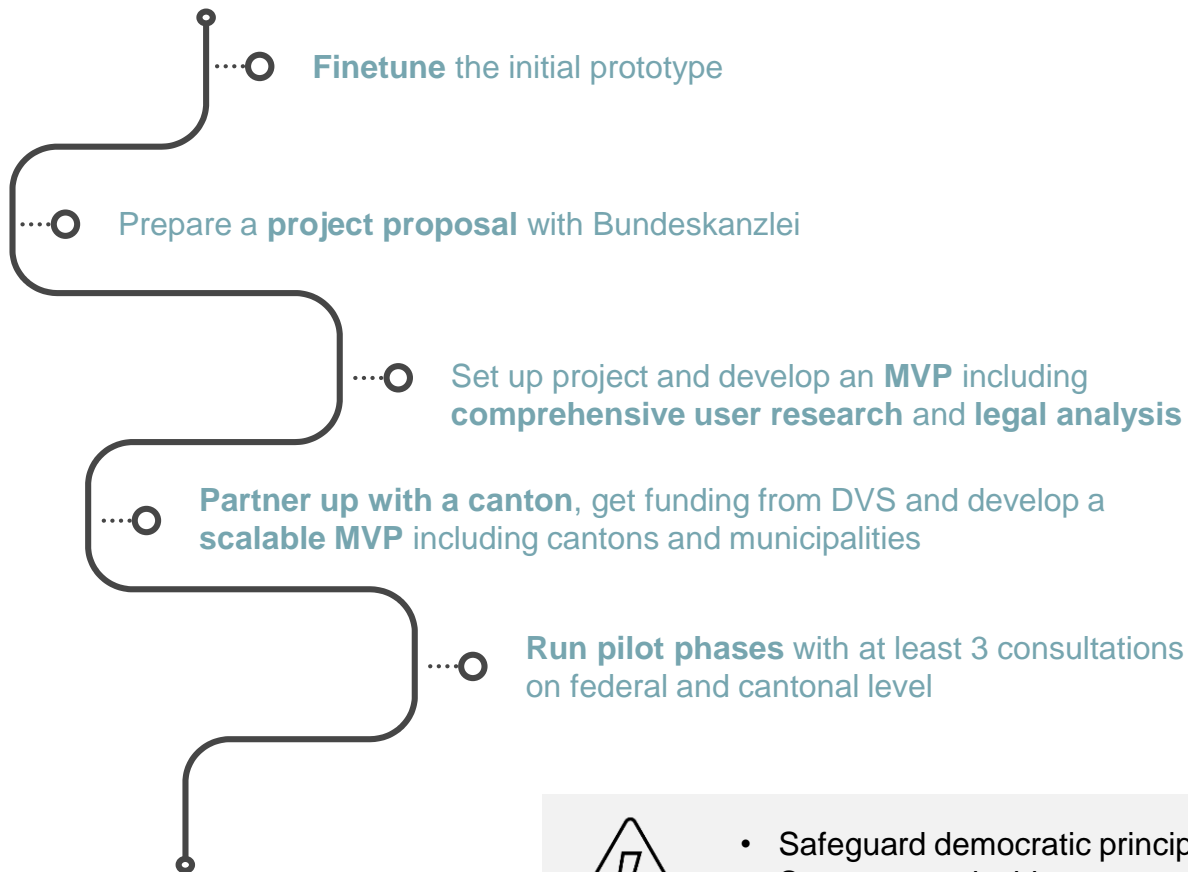 Finetune the initial prototype
Prepare a project proposal with Bundeskanzlei
Set up project and develop an MVP including
comprehensive user research and legal analysis
Partner up with a canton, get funding from DVS and develop a
scalable MVP including cantons and municipalities
Run pilot phases with at least 3 consultations
on federal and cantonal level
• Safeguard democratic